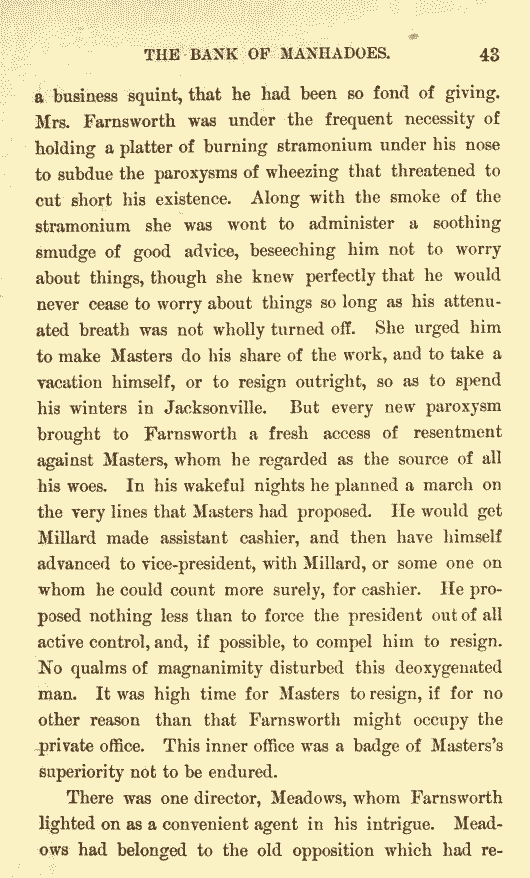 THE BANK OF MANHADOES. 43
a business squint, that he had been so fond of giving.
Mrs. Farnsworth was under the frequent necessity of
holding a platter of burning stramonium under his nose
to subdue the paroxysms of wheezing that threatened to
cut short his existence. Along with the smoke of the
stramonium she was wont to administer a soothing
smudge of good advice, beseeching him not to worry
about things, though she knew perfectly that he would
never cease to worry about things so long as his attenu-
ated breath was not wholly turned off. She urged him
to make Masters do his share of the work, and to take a
vacation himself, or to resign outright, so as to spend
his winters in Jacksonville. But every new paroxysm
brought to Farnsworth a fresh access of resentment
against Masters, whom he regarded as the source of all
his woes. In his wakeful nights he planned a march on
the very lines that Masters had proposed. He would get
Millard made assistant cashier, and then have himself
advanced to vice-president, with Millard, or some one on
whom he could count more surely, for cashier. He pro-
posed nothing less than to force the president out of all
active control, and, if possible, to compel him to resign.
No qualms of magnanimity disturbed this deoxygenated
man. It was high time for Masters to resign, if for no
other reason than that Farnsworth might occupy the
private office. This inner office was a badge of Masters's
superiority not to be endured.
There was one director, Meadows, whom Farnsworth
lighted on as a convenient agent in his intrigue. Mead-
ows had belonged to the old opposition which had re-